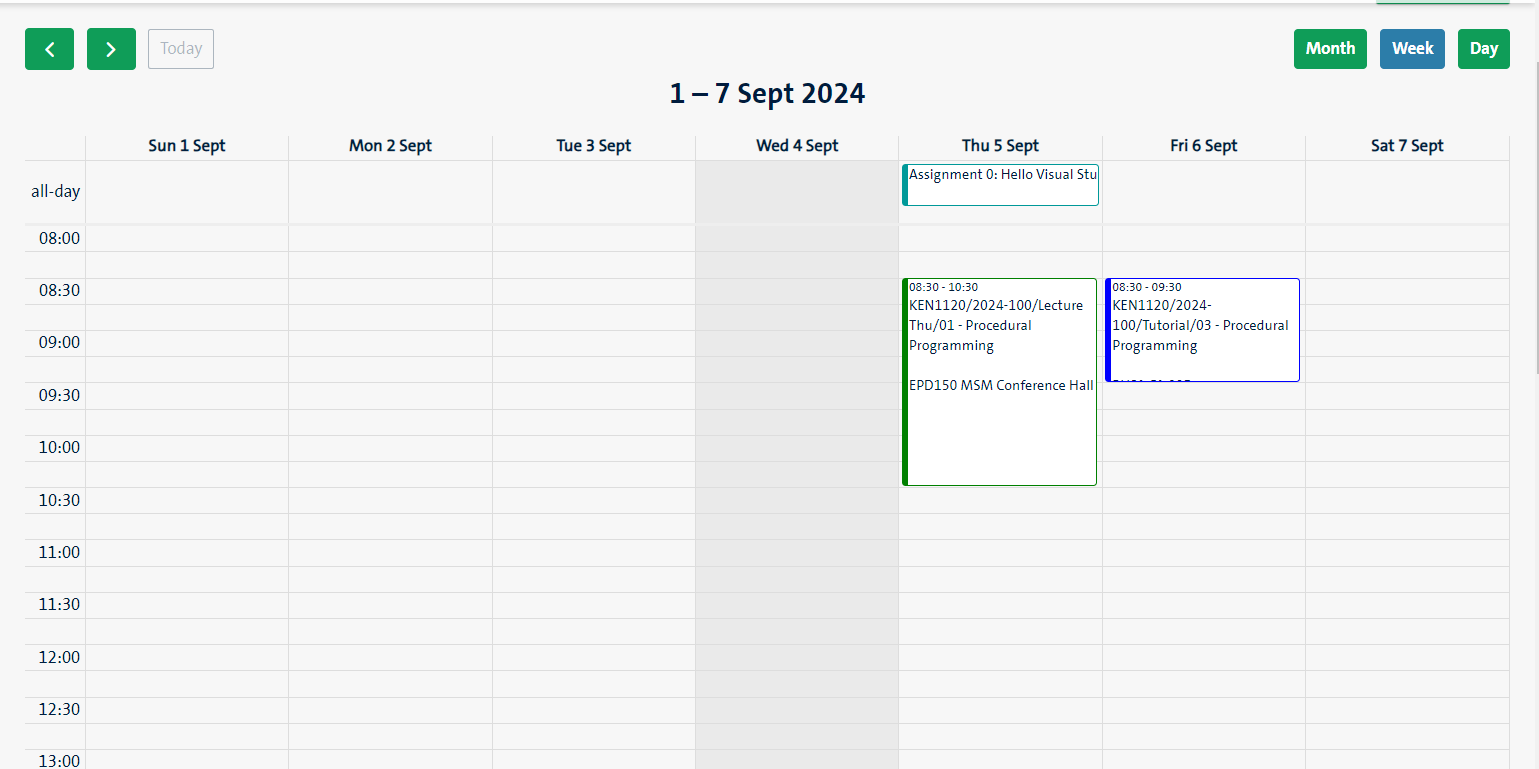 Today
Month
Week
Day
1 – 7 Sept 2024
Sun 1 Sept
Mon 2 Sept
Tue 3 Sept
Wed 4 Sept
Thu 5 Sept
Fri 6 Sept
Sat 7 Sept
all-day
Assignment 0: Hello Visual Stu
08:00
08:30
09:00
09:30
10:00
10:30
11:00
11:30
12:00
12:30
13:00
08:30 - 10:30
KEN1120/2024-100/Lecture
Thu/01 - Procedural
Programming
EPD150 MSM Conference Hall
08:30 - 09:30
KEN1120/2024-
100/Tutorial/03 - Procedural
Programming